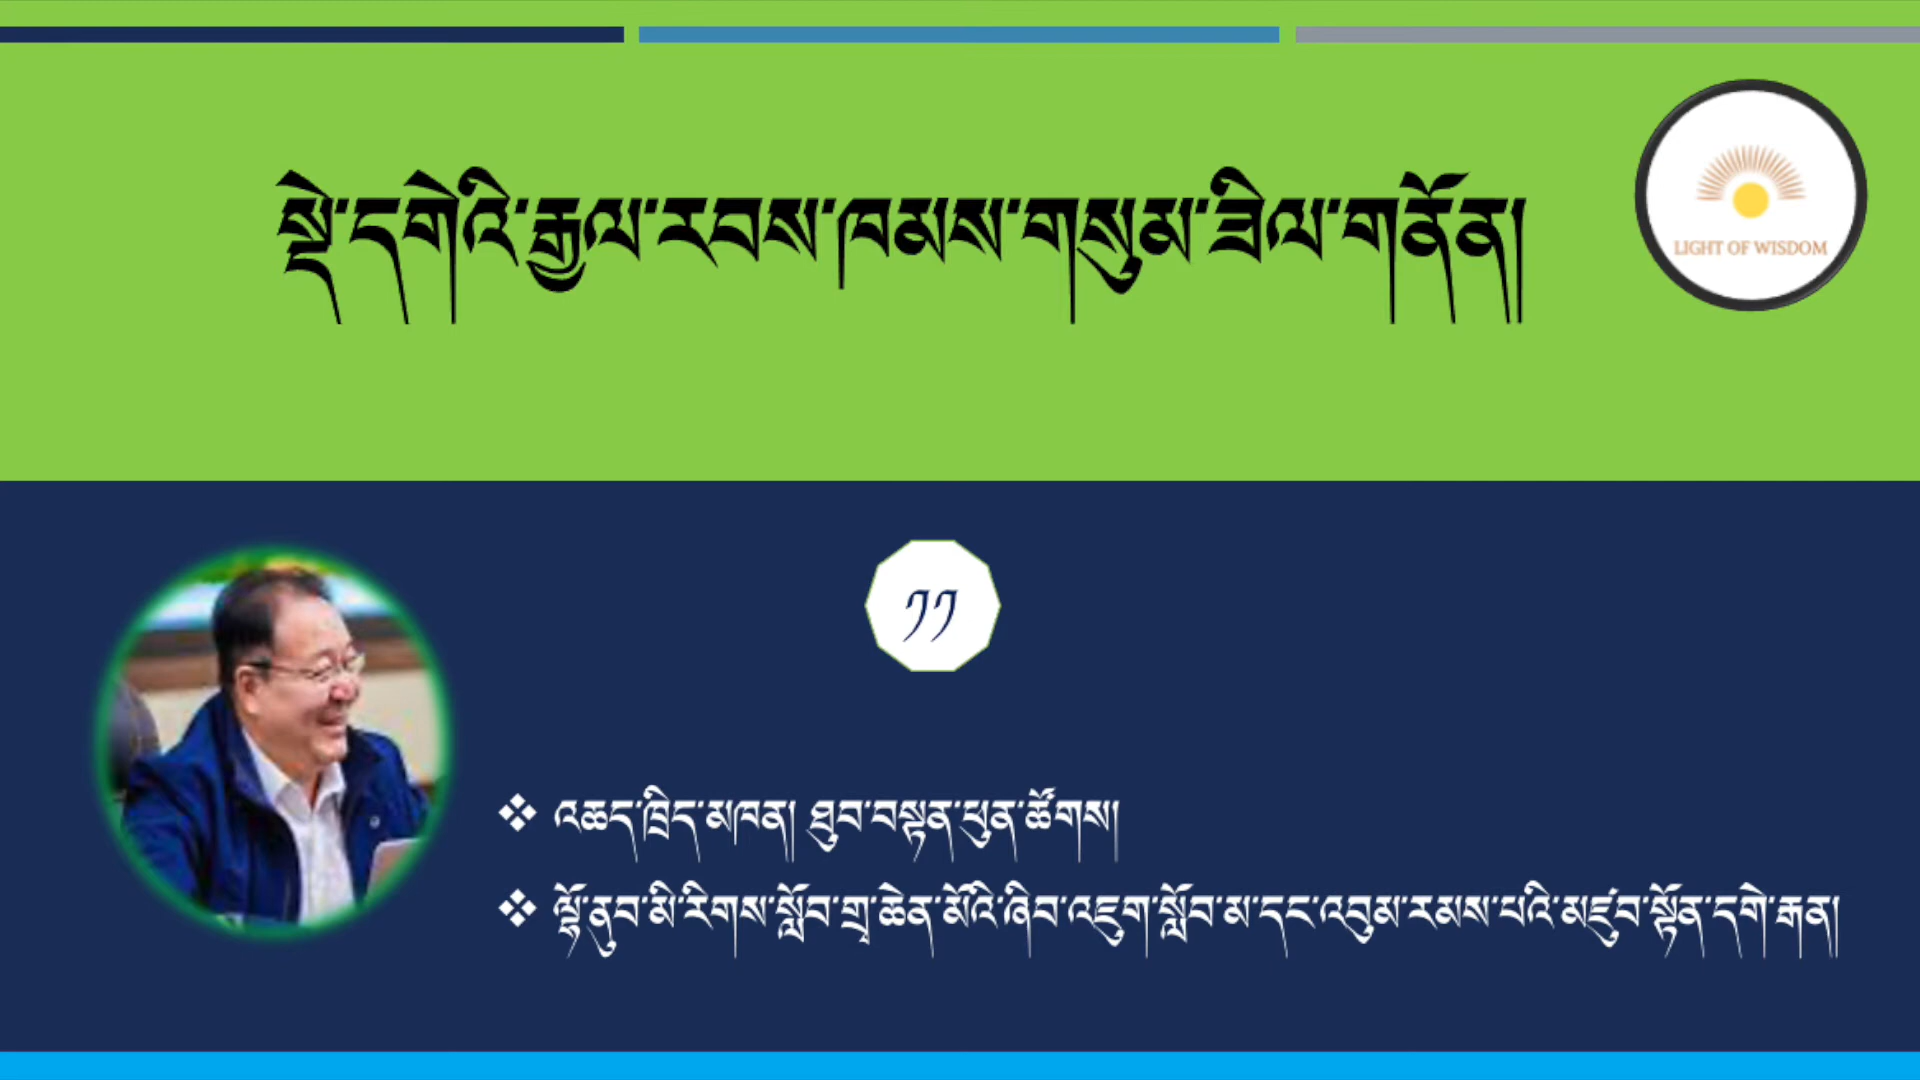 སྡེ་དགེའི་རྒྱལ་རབས་ཁམས་གསུམ་ཟིལ་གནོན།
LIGHT OF WISDOM
༡༡
འཆད་ཁྲིད་མཁན། ཐུབ་བསྟན་ཕུན་ཚོགས།
ལྷོ་ནུབ་མི་རིགས་སློབ་གྲྭ་ཆེན་མོའི་ཞིབ་འཇུག་སློབ་མ་དང་འབུམ་རམས་པའི་མཛུབ་སྟོན་དགེ་རྒན།